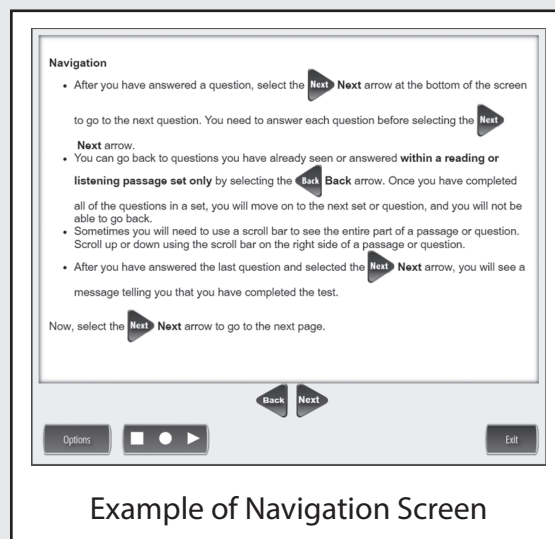 Navigation
• After you have answered a question, select the Next Next arrow at the bottom of the screen
to go to the next question. You need to answer each question before selecting the Next
Next arrow.
• You can go back to questions you have already seen or answered within a reading or
listening passage set only by selecting the Back Back arrow. Once you have completed
all of the questions in a set, you will move on to the next set or question, and you will not be
able to go back.
• Sometimes you will need to use a scroll bar to see the entire part of a passage or question.
Scroll up or down using the scroll bar on the right side of a passage or question.
• After you have answered the last question and selected the Next Next arrow, you will see a
message telling you that you have completed the test.
Now, select the Next Next arrow to go to the next page.
Back Next
Options Exit
Example of Navigation Screen